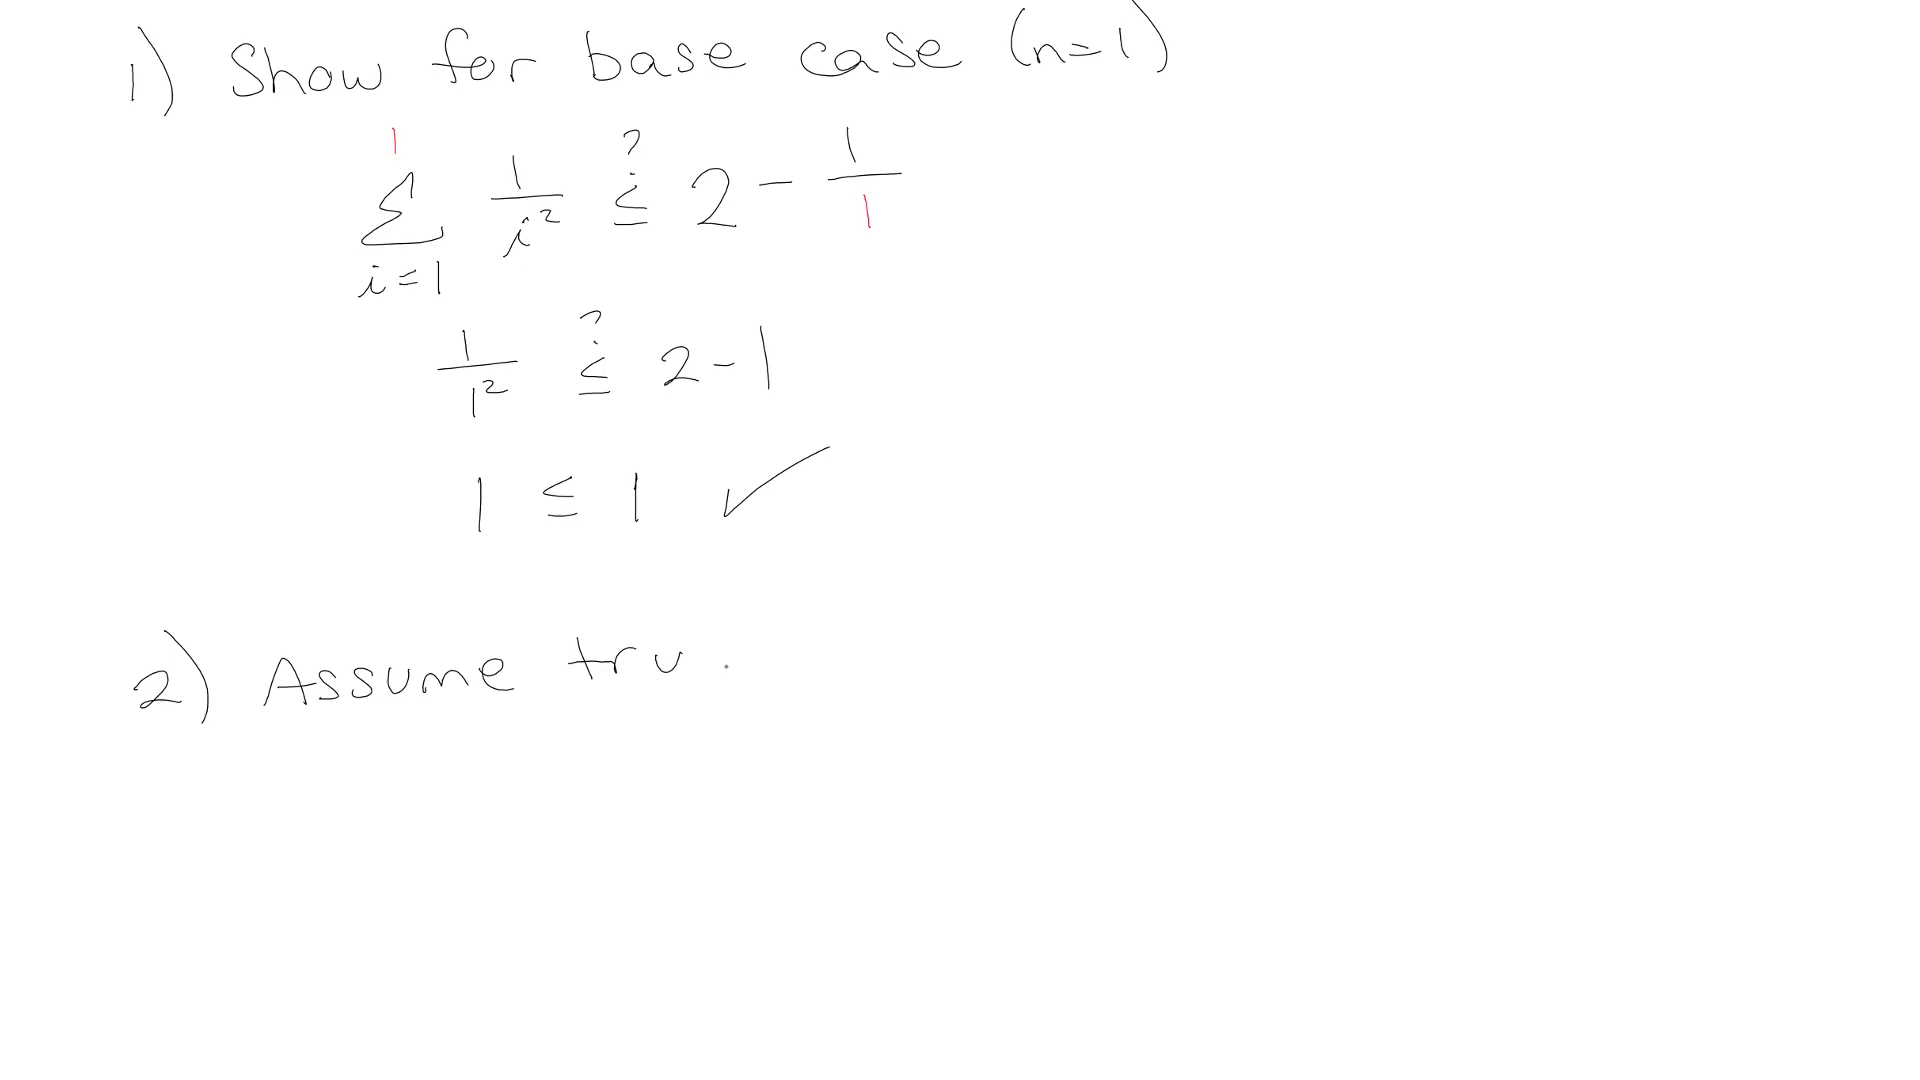 1) Show for base case (n=1)
1
∑ 1/i² ≤? 2 - 1/1
i=1
1/1² ≤? 2-1
1 ≤ 1 ✓
2) Assume tru